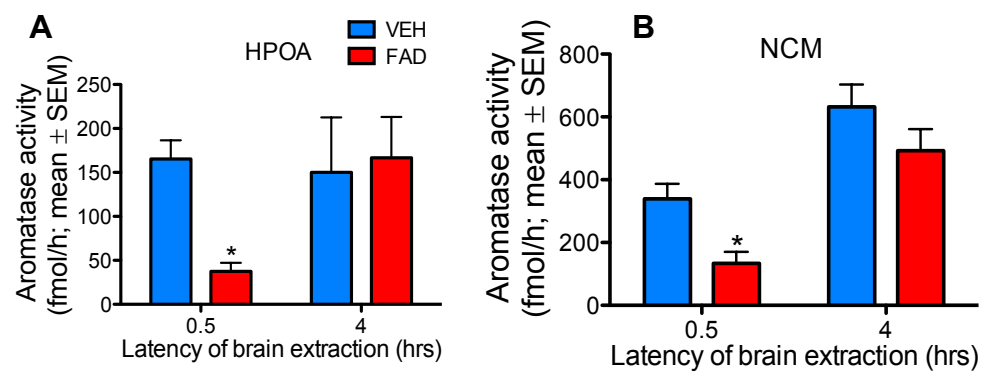 A
HPOA
VEH
FAD
Aromatase activity
(fmol/h; mean ± SEM)
250
200
150
100
50
0
*
0.5
4
Latency of brain extraction (hrs)
B
NCM
Aromatase activity
(fmol/h; mean ± SEM)
800
600
400
200
0
*
0.5
4
Latency of brain extraction (hrs)